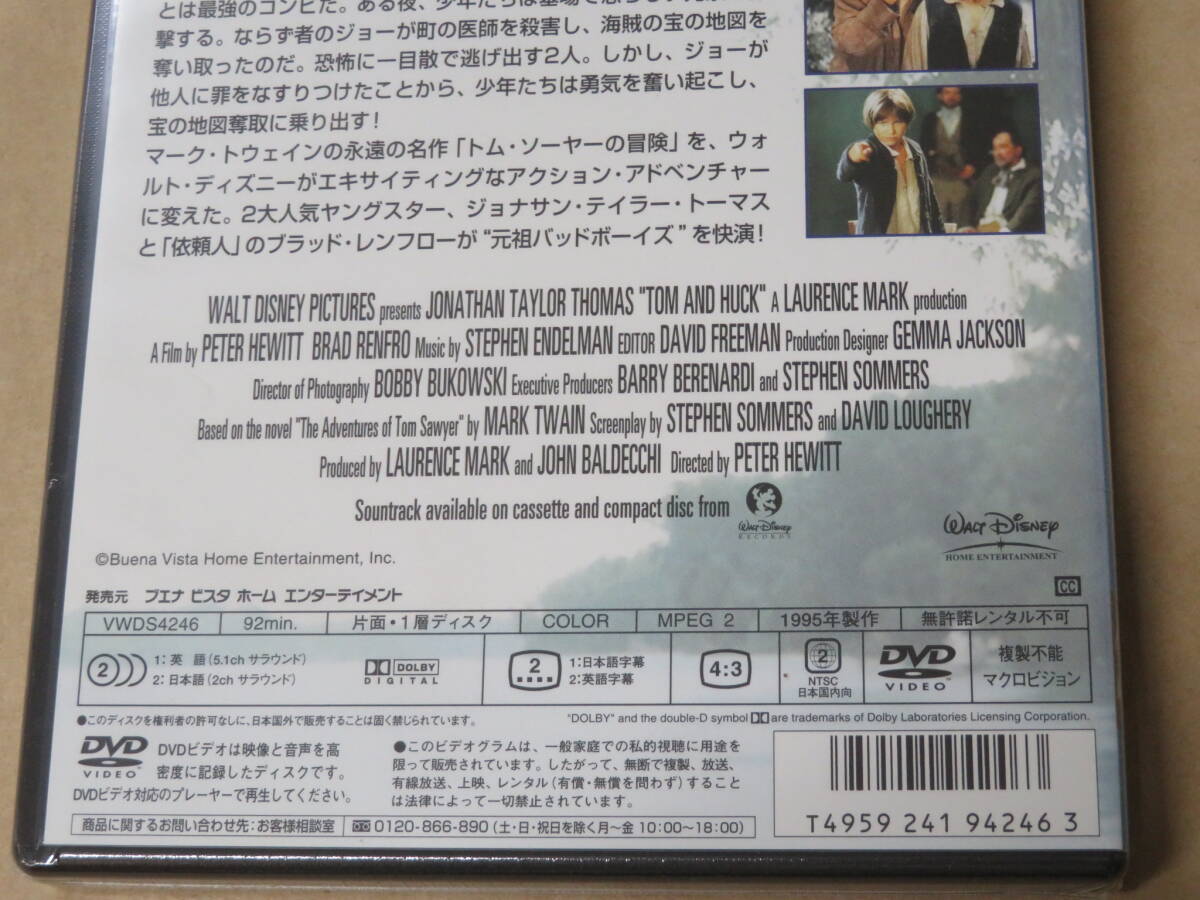 とは最強のコンビだ。ある夜、少年たちは墓場で
撃する。ならず者のジョーが町の医師を殺害し、海賊の宝の地図を
奪い取ったのだ。恐怖に一目散で逃げ出す2人。しかし、ジョーが
他人に罪をなすりつけたことから、少年たちは勇気を奮い起こし、
宝の地図奪取に乗り出す!
マーク・トウェインの永遠の名作「トム・ソーヤーの冒険」を、ウォ
ルト・ディズニーがエキサイティングなアクション・アドベンチャー
に変えた。2大人気ヤングスター、ジョナサン・テイラー・トーマス
と「依頼人」のブラッド・レンフローが“元祖バッドボーイズ”を快演!
WALT DISNEY PICTURES presents JONATHAN TAYLOR THOMAS "TOM AND HUCK" A LAURENCE MARK production
A Film by PETER HEWITT BRAD RENFRO Music by STEPHEN ENDELMAN EDITOR DAVID FREEMAN Production Designer GEMMA JACKSON
Director of Photography BOBBY BUKOWSKI Executive Producers BARRY BERENARDI and STEPHEN SOMMERS
Based on the novel "The Adventures of Tom Sawyer" by MARK TWAIN Screenplay by STEPHEN SOMMERS and DAVID LOUGHERY
Produced by LAURENCE MARK and JOHN BALDECCHI Directed by PETER HEWITT
Sountrack available on cassette and compact disc from
Walt Disney
RECORDS
WALT DISNEY
HOME ENTERTAINMENT
©Buena Vista Home Entertainment, Inc.
CC
発売元 ブエナ ビスタ ホーム エンターテイメント
VWDS4246 92min. 片面・1層ディスク COLOR MPEG 2 1995年製作 無許諾レンタル不可
2 1:英 語(5.1ch サラウンド)
2:日本語(2ch サラウンド)
DOLBY
DIGITAL
2 1:日本語字幕
2:英語字幕
4:3
2
NTSC
日本国内向
DVD
VIDEO
複製不能
マクロビジョン
●このディスクを権利者の許可なしに、日本国外で販売することは固く禁じられています。
"DOLBY" and the double-D symbol are trademarks of Dolby Laboratories Licensing Corporation.
DVD
VIDEO
DVDビデオは映像と音声を高
密度に記録したディスクです。
DVDビデオ対応のプレーヤーで再生してください。
●このビデオグラムは、一般家庭での私的視聴に用途を
限って販売されています。したがって、無断で複製、放送、
有線放送、上映、レンタル(有償・無償を問わず)すること
は法律によって一切禁止されています。
商品に関するお問い合わせ先:お客様相談室 0120-866-890(土・日・祝日を除く月〜金 10:00〜18:00)
T4959 241 94246 3